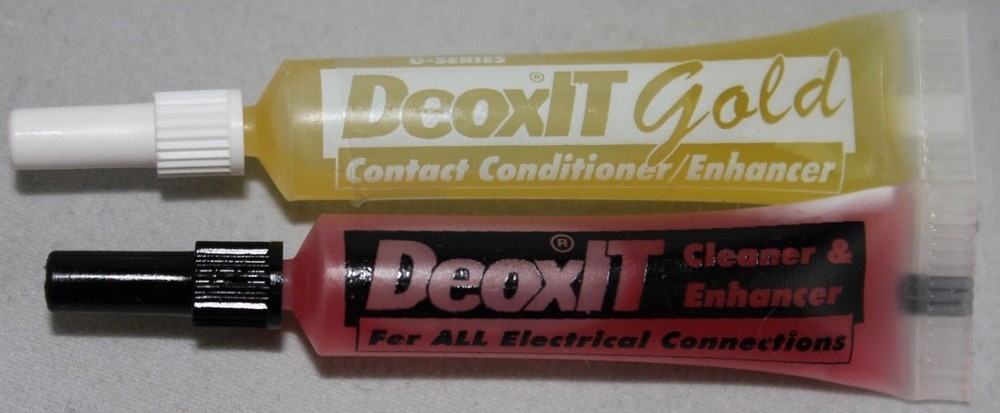 G-SERIES
DeoxIT® Gold
Contact Conditioner/Enhancer
DeoxIT® Cleaner &
Enhancer
For ALL Electrical Connections